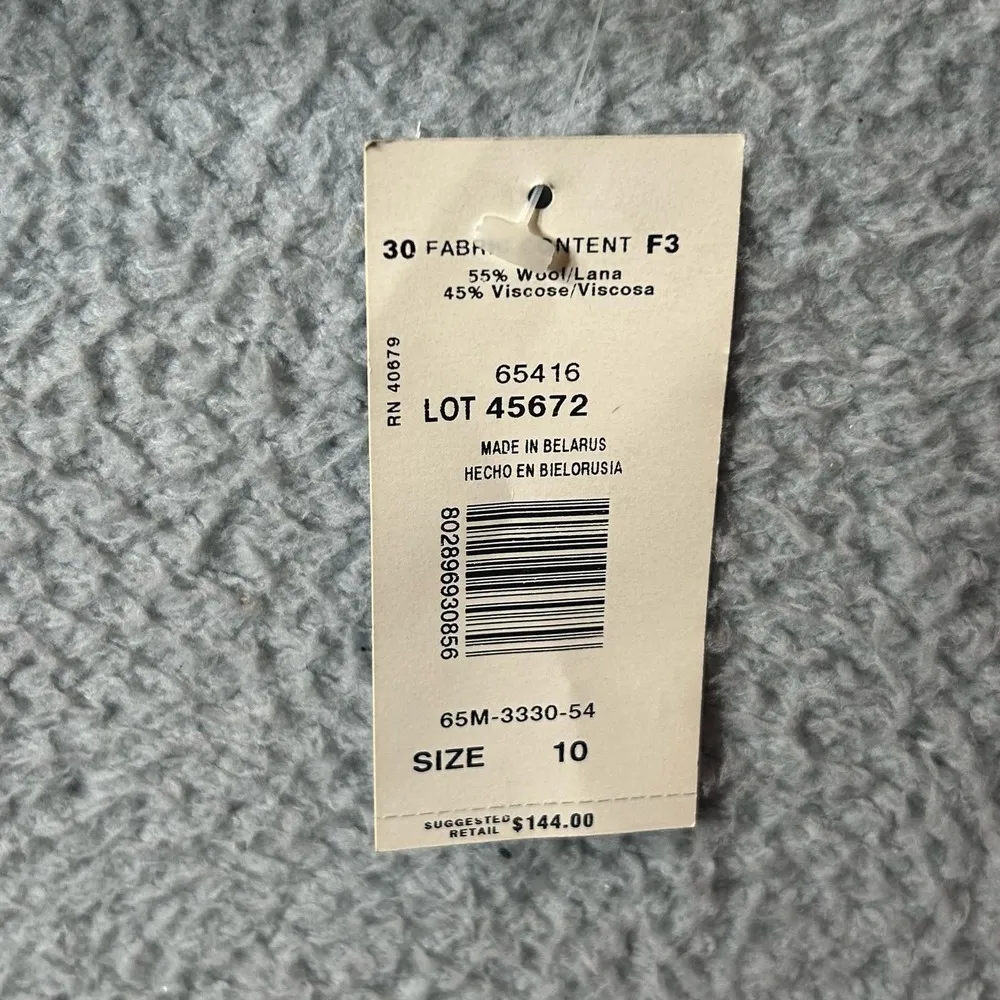 30 FABRIC CONTENT F3
55% Wool/Lana
45% Viscose/Viscosa
RN 40679
65416
LOT 45672
MADE IN BELARUS
HECHO EN BIELORUSIA
802896930856
65M-3330-54
SIZE 10
SUGGESTED
RETAIL $144.00